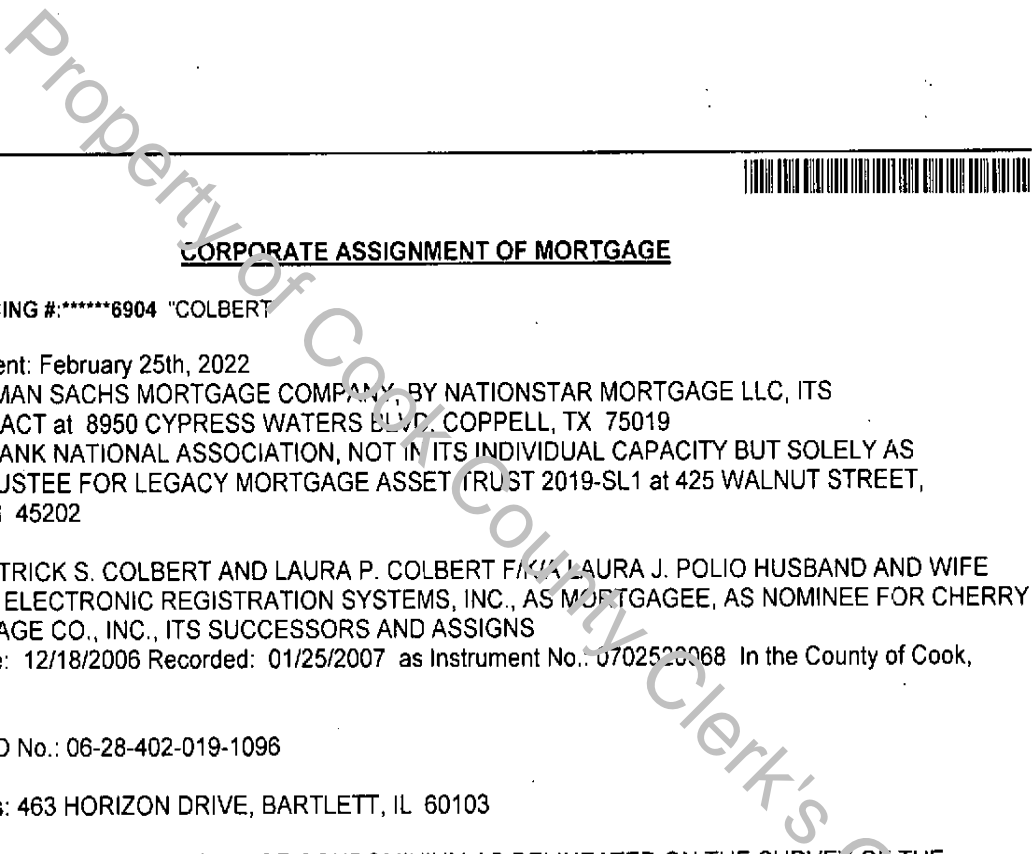 Property of Cook County Clerk's
CORPORATE ASSIGNMENT OF MORTGAGE
ING #:******6904 "COLBERT
ent: February 25th, 2022
MAN SACHS MORTGAGE COMPANY, BY NATIONSTAR MORTGAGE LLC, ITS
ACT at 8950 CYPRESS WATERS BLVD. COPPELL, TX 75019
ANK NATIONAL ASSOCIATION, NOT IN ITS INDIVIDUAL CAPACITY BUT SOLELY AS
USTEE FOR LEGACY MORTGAGE ASSET TRUST 2019-SL1 at 425 WALNUT STREET,
45202
TRICK S. COLBERT AND LAURA P. COLBERT F/K/A LAURA J. POLIO HUSBAND AND WIFE
ELECTRONIC REGISTRATION SYSTEMS, INC., AS MORTGAGEE, AS NOMINEE FOR CHERRY
AGE CO., INC., ITS SUCCESSORS AND ASSIGNS
e: 12/18/2006 Recorded: 01/25/2007 as Instrument No.: 0702520068 In the County of Cook,
D No.: 06-28-402-019-1096
s: 463 HORIZON DRIVE, BARTLETT, IL 60103